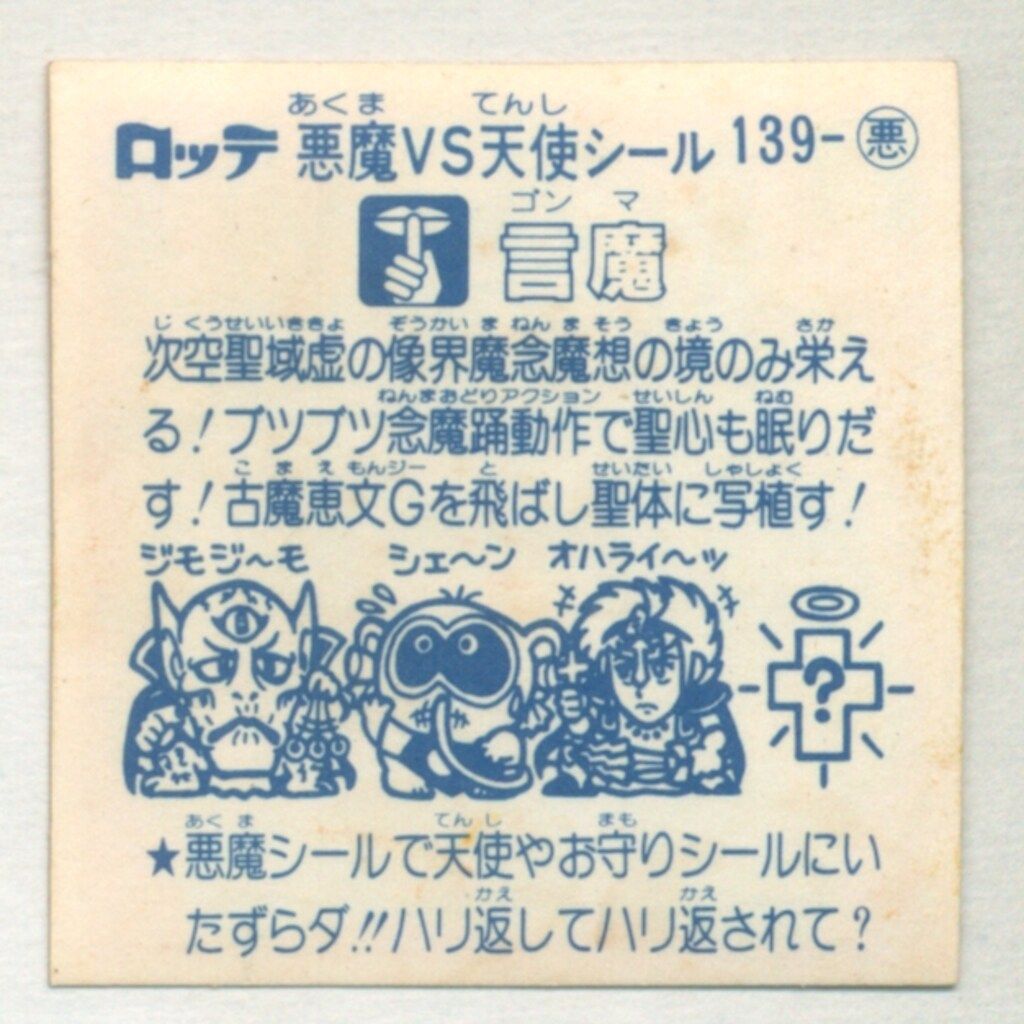 あくま てんし
ロッテ 悪魔VS天使シール 139-悪
ゴン マ
言魔
じくうせいいききょ ぞうかい ま ねん ま そう きょう さか
次空聖域虚の像界魔念魔想の境のみ栄え
ねんまおどりアクション せいしん ねむ
る!ブツブツ念魔踊動作で聖心も眠りだ
こ ま え もんジー と せいたい しゃしょく
す!古魔恵文Gを飛ばし聖体に写植す!
ジモジ〜モ シェ〜ン オハライ〜ッ
?
あく ま てん し まも
★悪魔シールで天使やお守りシールにい
かえ かえ
たずらダ!!ハリ返してハリ返されて?